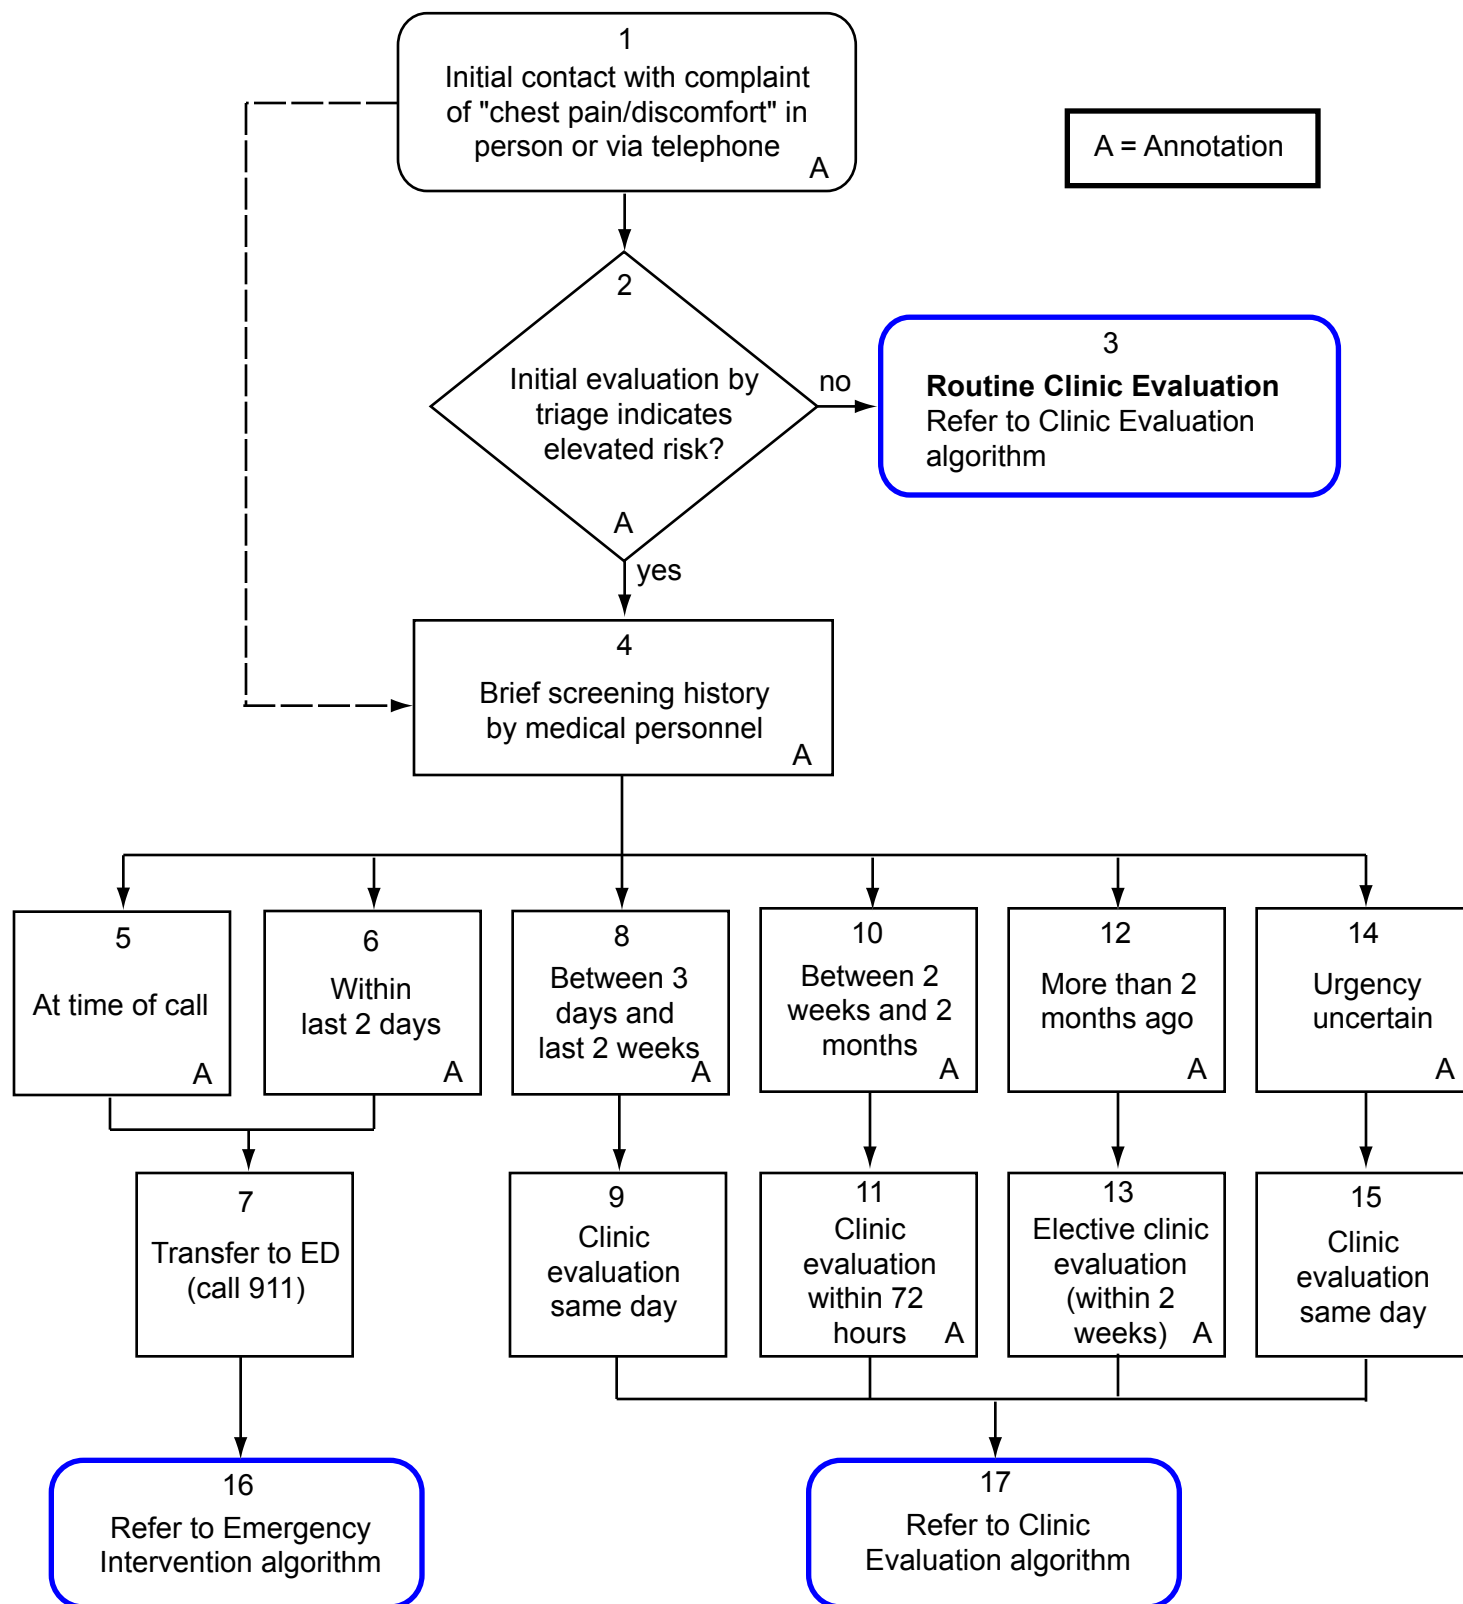 1
Initial contact with complaint
of "chest pain/discomfort" in
person or via telephone
A
A = Annotation
2
Initial evaluation by
triage indicates
elevated risk?
A
no
3
Routine Clinic Evaluation
Refer to Clinic Evaluation
algorithm
yes
4
Brief screening history
by medical personnel
A
5
At time of call
A
6
Within
last 2 days
A
8
Between 3
days and
last 2 weeks
A
10
Between 2
weeks and 2
months
A
12
More than 2
months ago
A
14
Urgency
uncertain
A
7
Transfer to ED
(call 911)
9
Clinic
evaluation
same day
11
Clinic
evaluation
within 72
hours
A
13
Elective clinic
evaluation
(within 2
weeks)
A
15
Clinic
evaluation
same day
16
Refer to Emergency
Intervention algorithm
17
Refer to Clinic
Evaluation algorithm